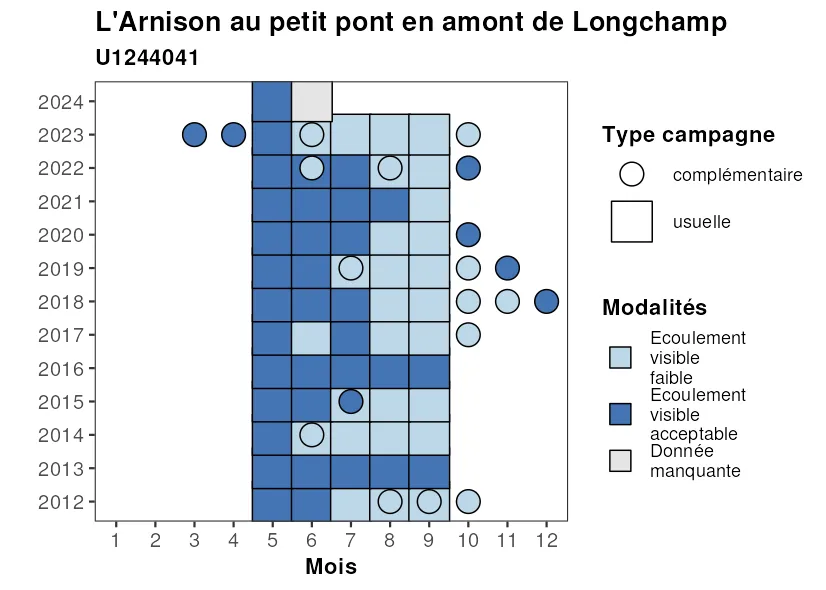 L'Arnison au petit pont en amont de Longchamp
U1244041
2024
2023
2022
2021
2020
2019
2018
2017
2016
2015
2014
2013
2012
1 2 3 4 5 6 7 8 9 10 11 12
Mois
Type campagne
complémentaire
usuelle
Modalités
Ecoulement
visible
faible
Ecoulement
visible
acceptable
Donnée
manquante